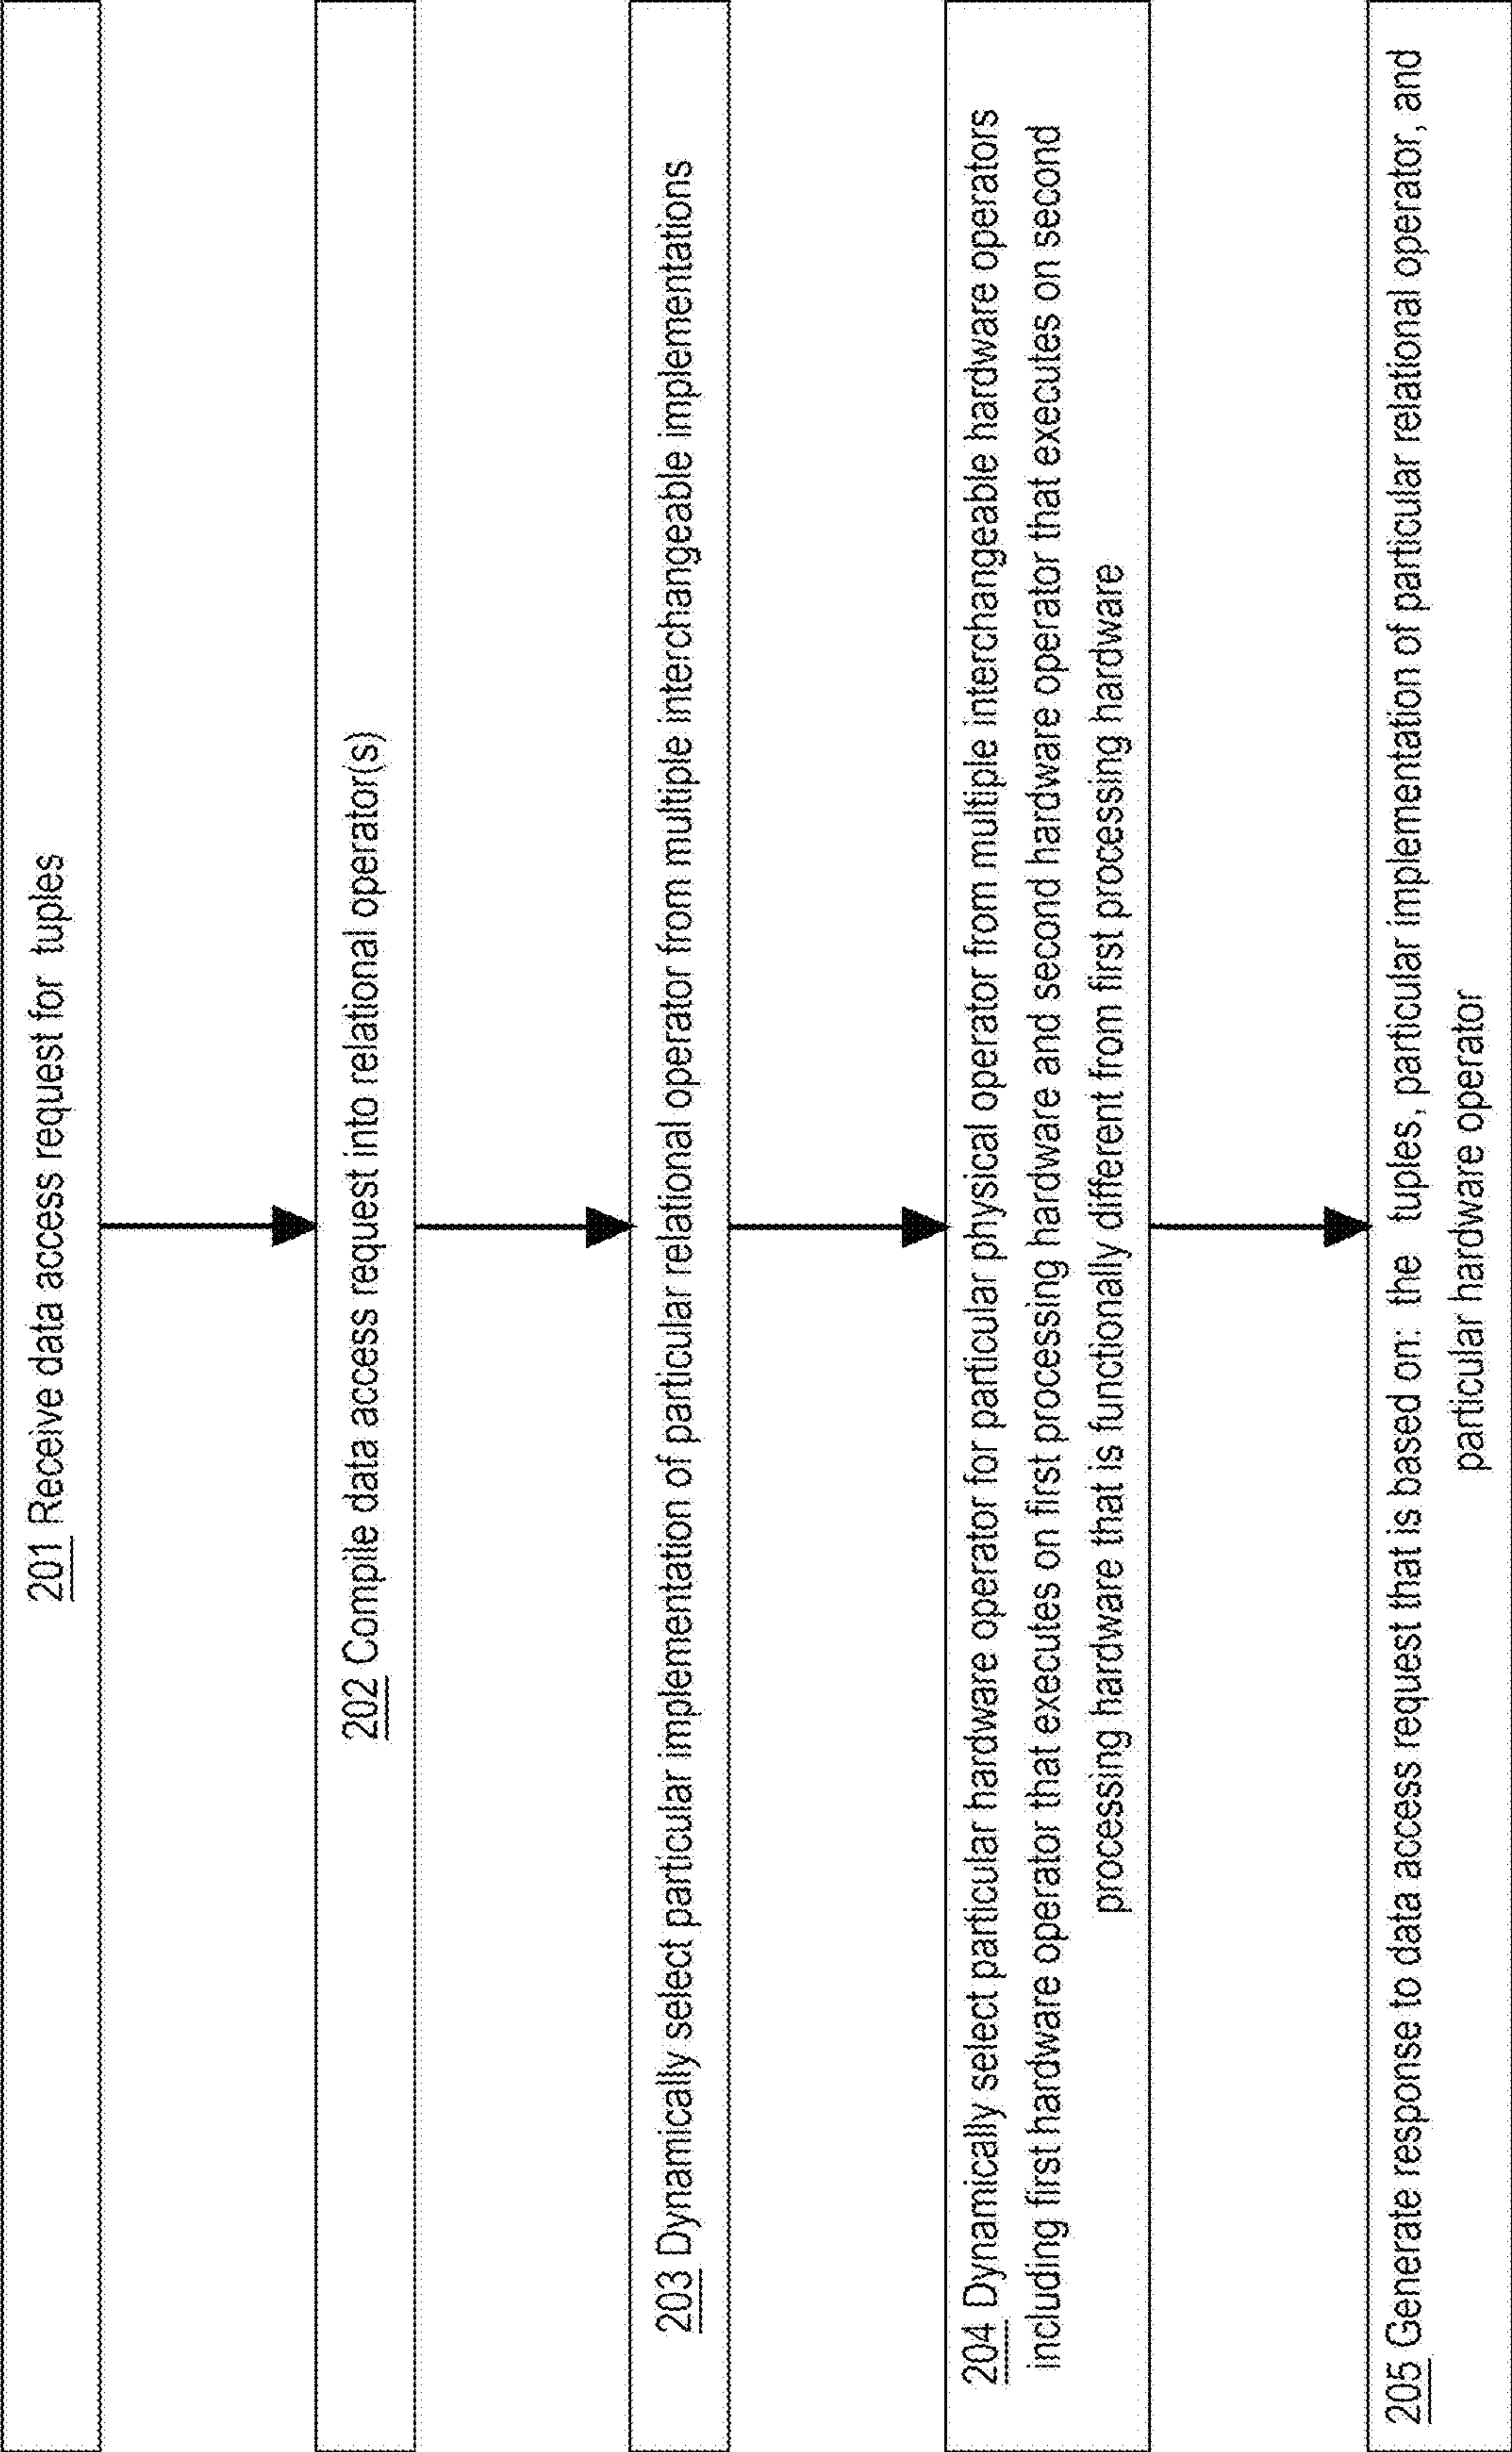 201 Receive data access request for tuples
202 Compile data access request into relational operator(s)
203 Dynamically select particular implementation of particular relational operator from multiple interchangeable implementations
204 Dynamically select particular hardware operator for particular physical operator from multiple interchangeable hardware operators
including first hardware operator that executes on first processing hardware and second hardware operator that executes on second
processing hardware that is functionally different from first processing hardware
205 Generate response to data access request that is based on: the tuples, particular implementation of particular relational operator, and
particular hardware operator